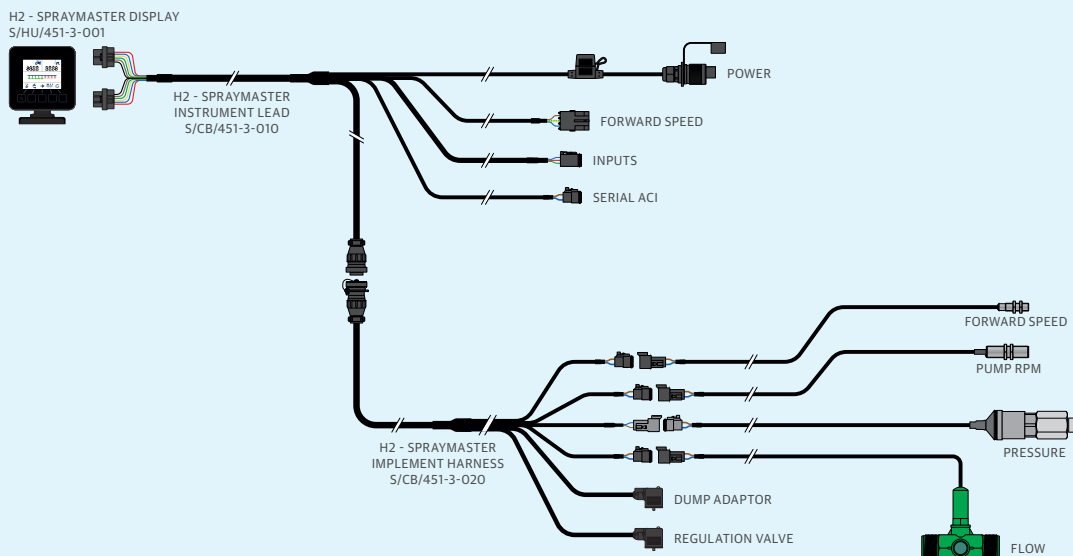 H2 - SPRAYMASTER DISPLAY
S/HU/451-3-001
H2 - SPRAYMASTER
INSTRUMENT LEAD
S/CB/451-3-010
POWER
FORWARD SPEED
INPUTS
SERIAL ACI
FORWARD SPEED
PUMP RPM
PRESSURE
H2 - SPRAYMASTER
IMPLEMENT HARNESS
S/CB/451-3-020
DUMP ADAPTOR
REGULATION VALVE
FLOW